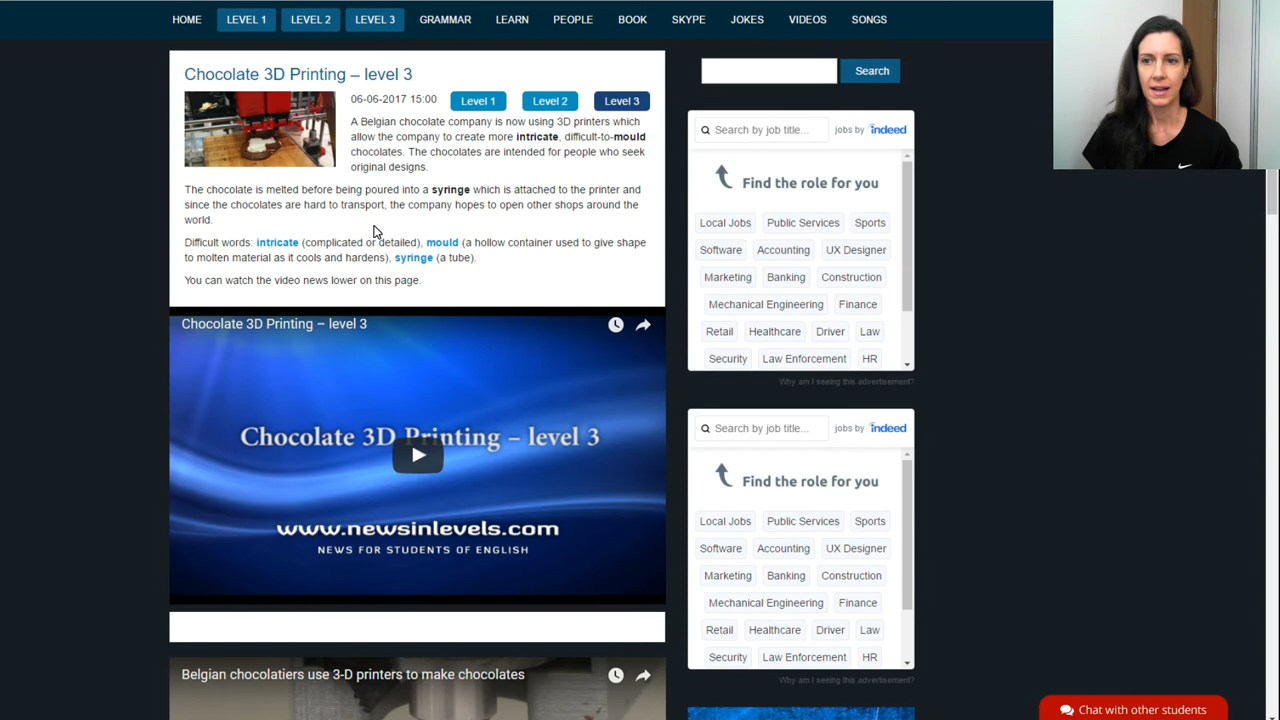 HOME LEVEL 1 LEVEL 2 LEVEL 3 GRAMMAR LEARN PEOPLE BOOK SKYPE JOKES VIDEOS SONGS
Chocolate 3D Printing – level 3
06-06-2017 15:00 Level 1 Level 2 Level 3
A Belgian chocolate company is now using 3D printers which
allow the company to create more intricate, difficult-to-mould
chocolates. The chocolates are intended for people who seek
original designs.
The chocolate is melted before being poured into a syringe which is attached to the printer and
since the chocolates are hard to transport, the company hopes to open other shops around the
world.
Difficult words: intricate (complicated or detailed), mould (a hollow container used to give shape
to molten material as it cools and hardens), syringe (a tube).
You can watch the video news lower on this page.
Chocolate 3D Printing – level 3
Chocolate 3D Printing – level 3
www.newsinlevels.com
NEWS FOR STUDENTS OF ENGLISH
Belgian chocolatiers use 3-D printers to make chocolates
Search
Search by job title... jobs by indeed
Find the role for you
Local Jobs Public Services Sports
Software Accounting UX Designer
Marketing Banking Construction
Mechanical Engineering Finance
Retail Healthcare Driver Law
Security Law Enforcement HR
Why am I seeing this advertisement?
Search by job title... jobs by indeed
Find the role for you
Local Jobs Public Services Sports
Software Accounting UX Designer
Marketing Banking Construction
Mechanical Engineering Finance
Retail Healthcare Driver Law
Security Law Enforcement HR
Why am I seeing this advertisement?
Chat with other students